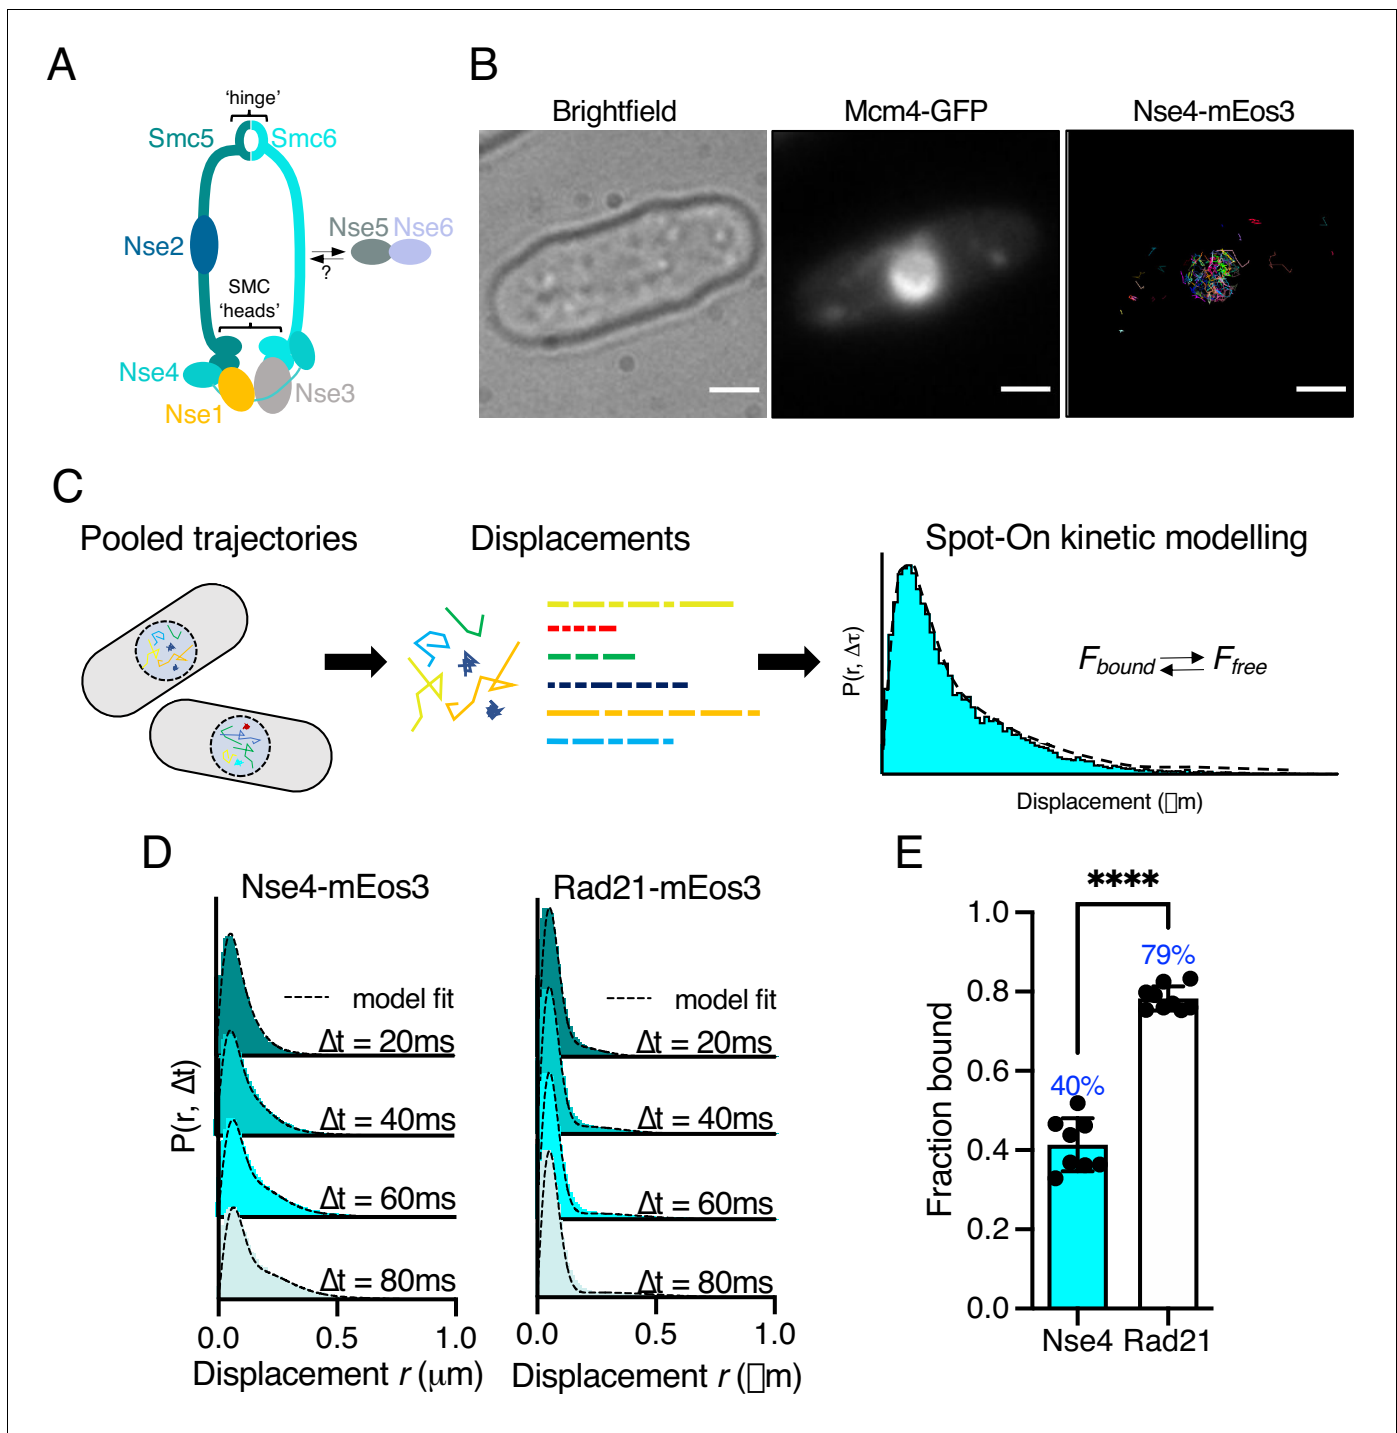 A
'hinge'
Smc5 Smc6
Nse2
Nse5 Nse6
?
SMC
'heads'
Nse4
Nse1
Nse3
B
Brightfield
Mcm4-GFP
Nse4-mEos3
C
Pooled trajectories
Displacements
Spot-On kinetic modelling
P(r, Δτ)
Fbound Ffree
Displacement (▯m)
D
Nse4-mEos3
Rad21-mEos3
P(r, Δt)
model fit
Δt = 20ms
Δt = 40ms
Δt = 60ms
Δt = 80ms
0.0 0.5 1.0
Displacement r (μm)
model fit
Δt = 20ms
Δt = 40ms
Δt = 60ms
Δt = 80ms
0.0 0.5 1.0
Displacement r (▯m)
E
****
Fraction bound
1.0
0.8
0.6
0.4
0.2
0.0
40%
79%
Nse4 Rad21